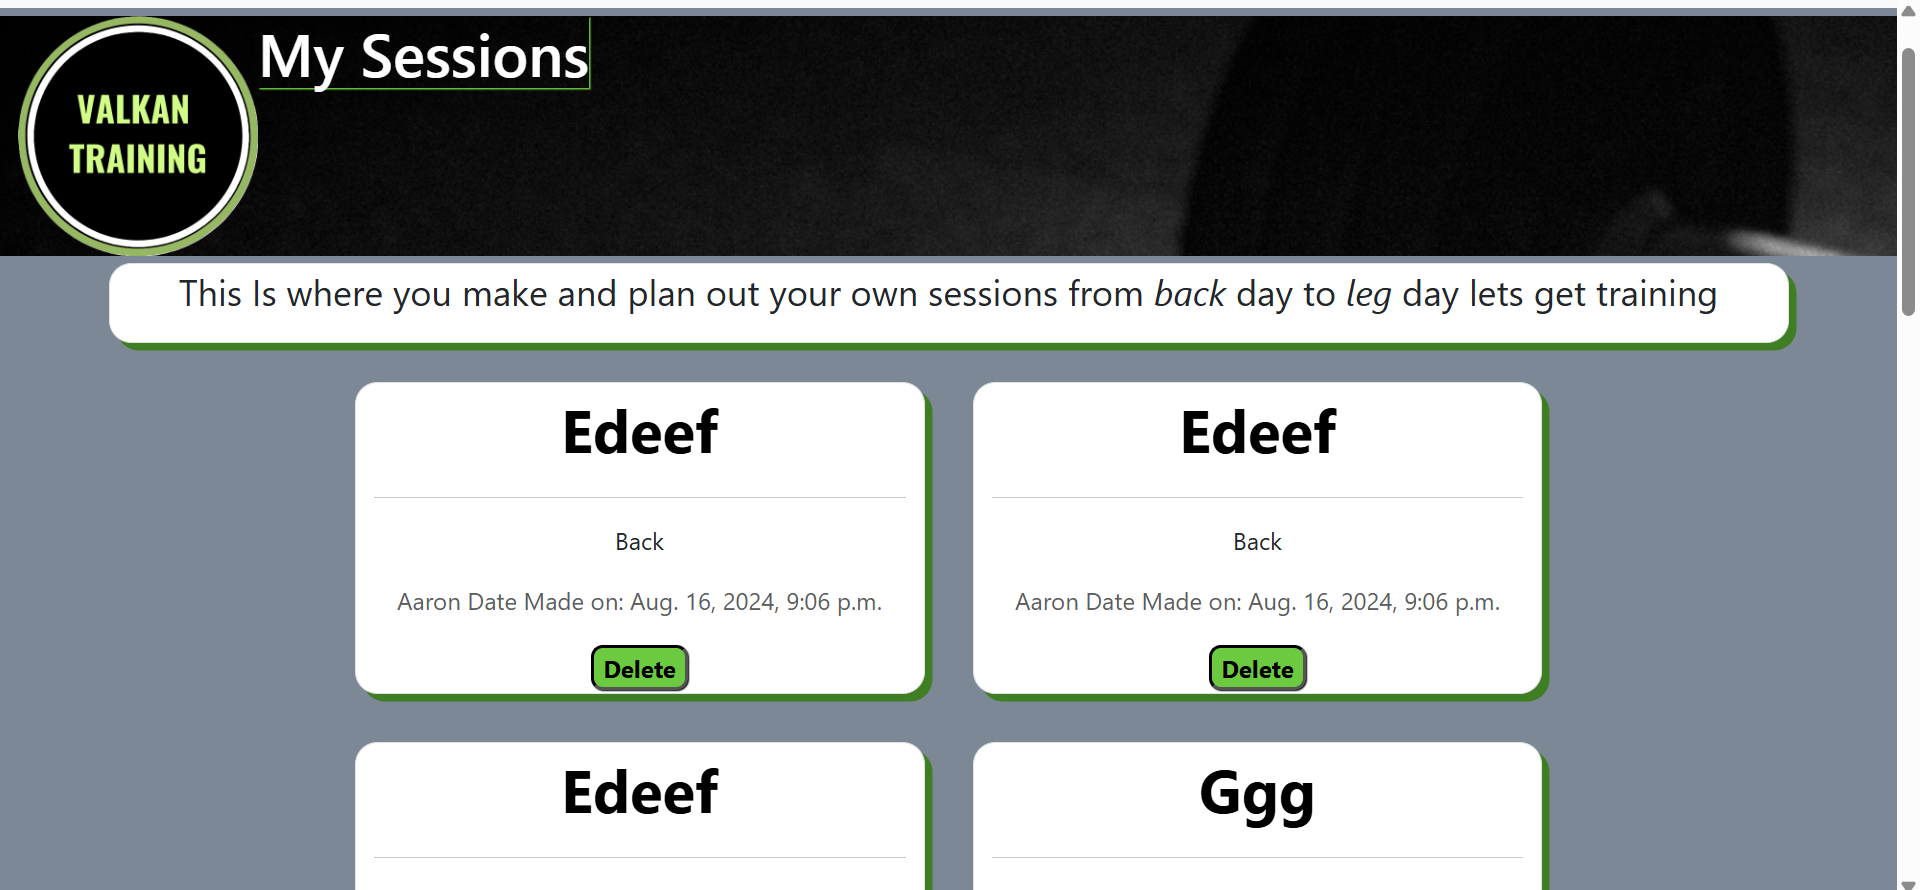 VALKAN
TRAINING
My Sessions
This Is where you make and plan out your own sessions from back day to leg day lets get training
Edeef
Back
Aaron Date Made on: Aug. 16, 2024, 9:06 p.m.
Delete
Edeef
Back
Aaron Date Made on: Aug. 16, 2024, 9:06 p.m.
Delete
Edeef
Ggg